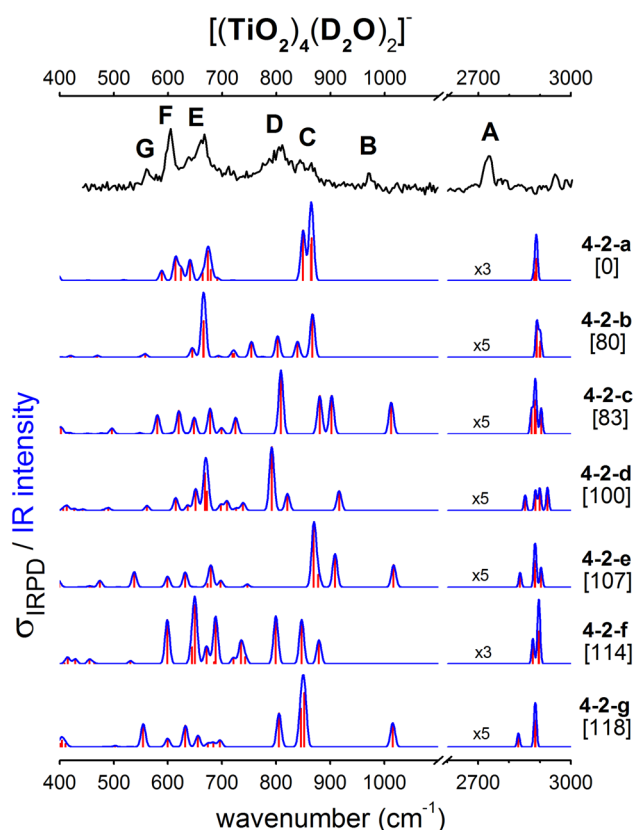 [(TiO₂)₄(D₂O)₂]⁻
400 500 600 700 800 900 1000 2700 3000
G F E D C B A
4-2-a
[0]
x3
4-2-b
[80]
x5
4-2-c
[83]
x5
4-2-d
[100]
x5
4-2-e
[107]
x5
4-2-f
[114]
x3
4-2-g
[118]
x5
σIRPD / IR intensity
400 500 600 700 800 900 1000 2700 3000
wavenumber (cm⁻¹)